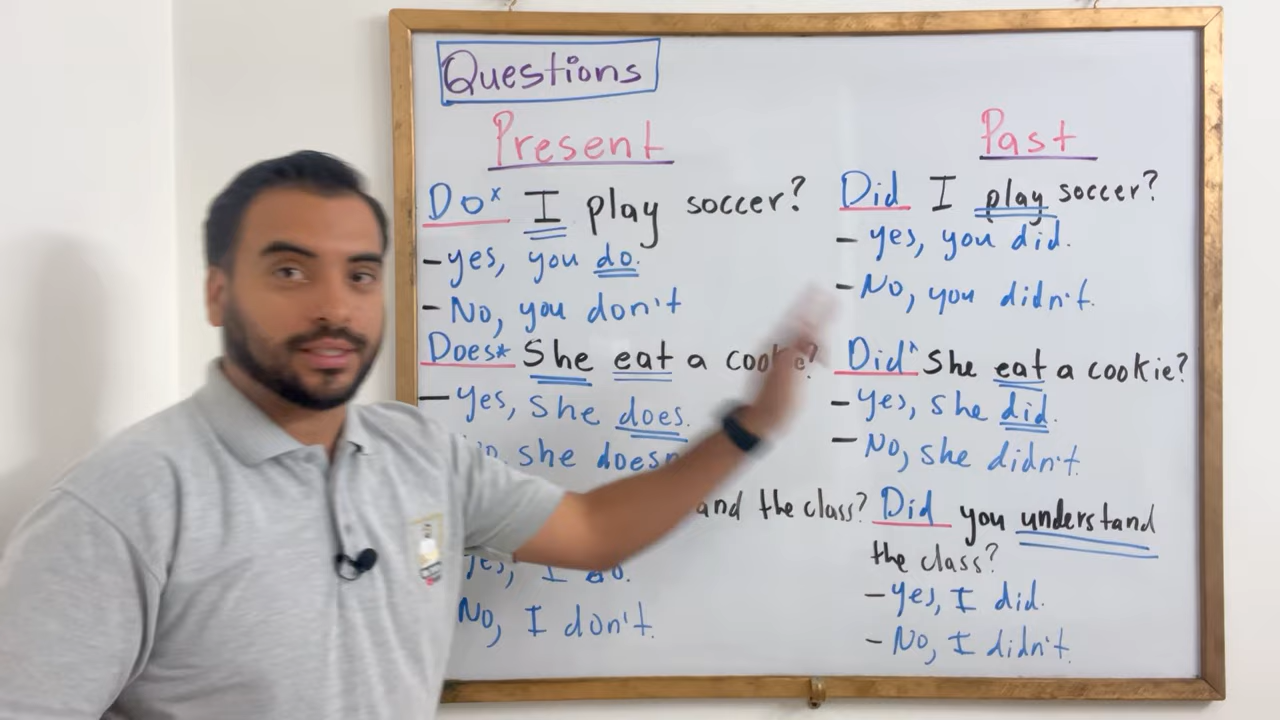 Questions
Present
Do* I play soccer?
- yes, you do.
- No, you don't
Does* She eat a cookie?
- yes, she does.
she doesn
and the class?
yes, I do.
No, I don't.
Past
Did I play soccer?
- yes, you did.
- No, you didn't.
Did^ She eat a cookie?
- yes, she did.
- No, she didn't.
Did you understand
the class?
- yes, I did.
- No, I didn't.